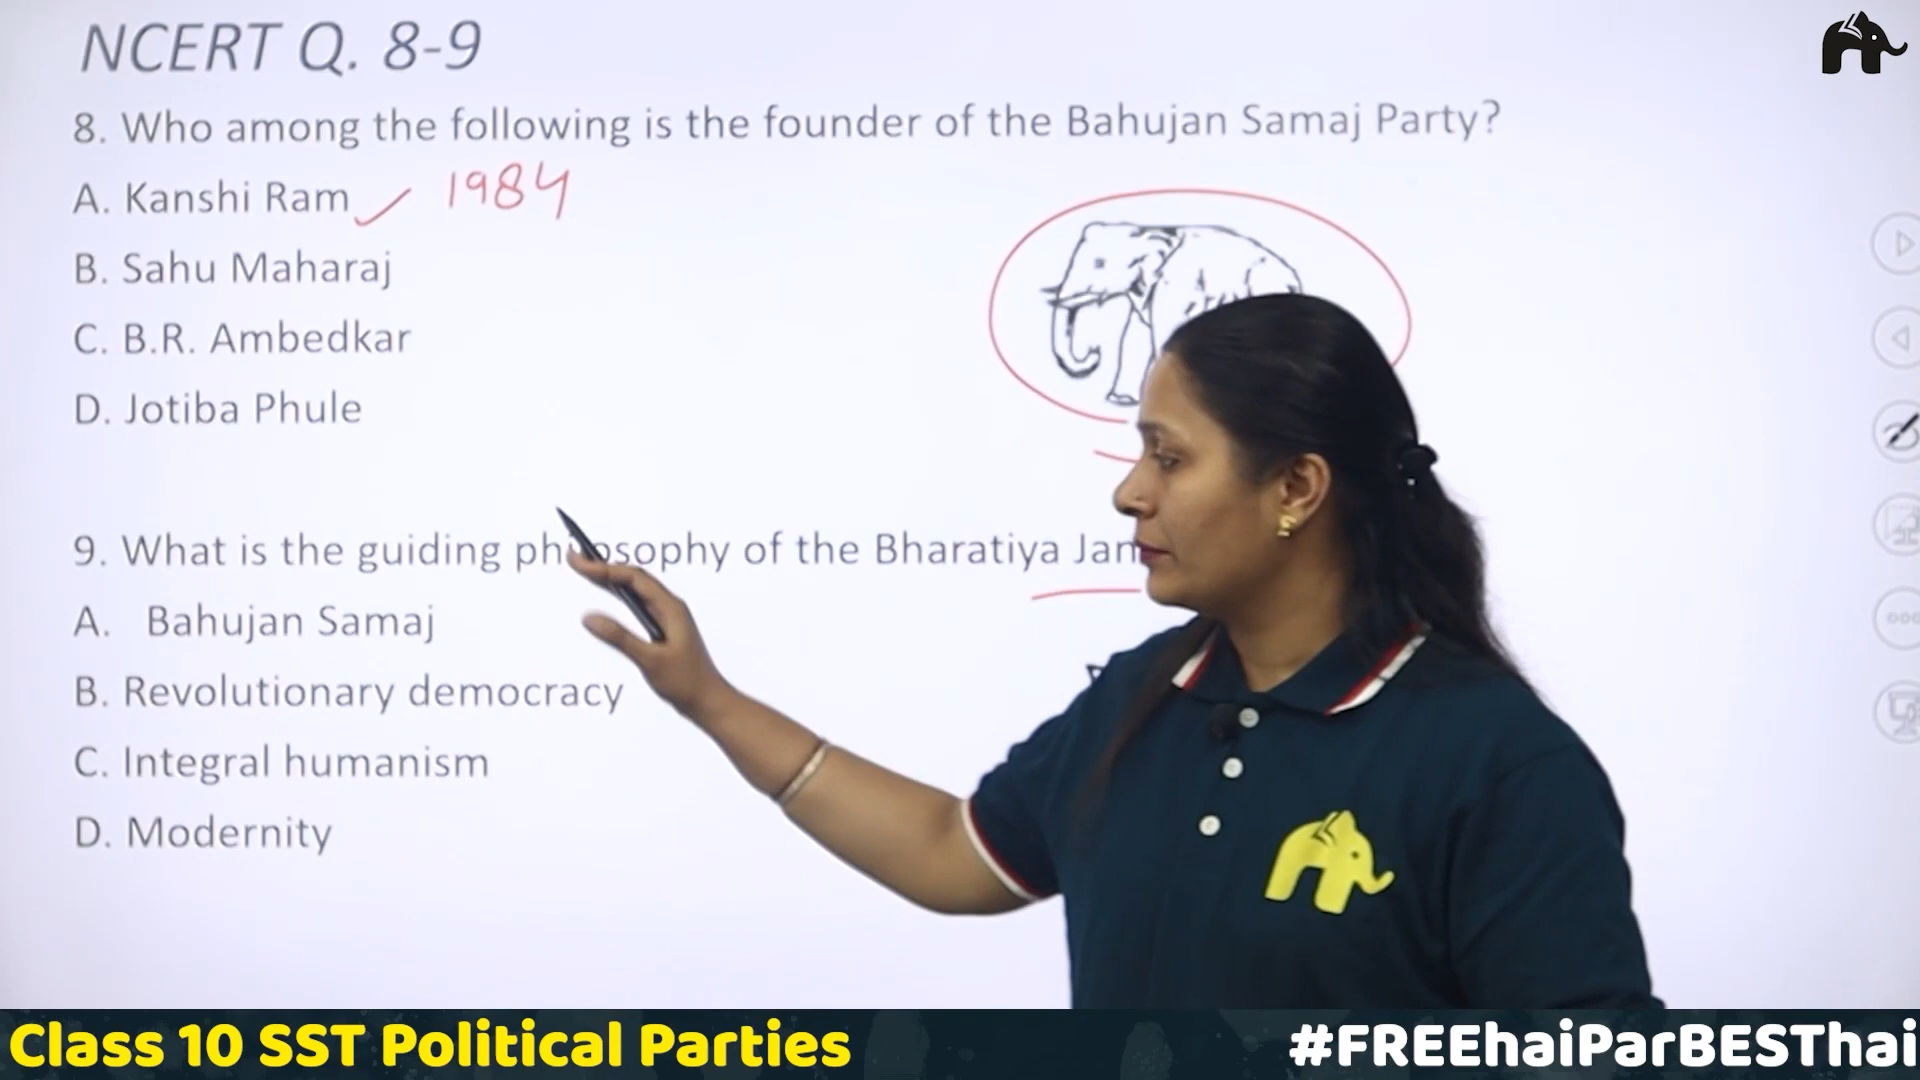 NCERT Q. 8-9
8. Who among the following is the founder of the Bahujan Samaj Party?
A. Kanshi Ram 1984
B. Sahu Maharaj
C. B.R. Ambedkar
D. Jotiba Phule
9. What is the guiding philosophy of the Bharatiya Jan
A. Bahujan Samaj
B. Revolutionary democracy
C. Integral humanism
D. Modernity
Class 10 SST Political Parties
#FREEhaiParBESThai